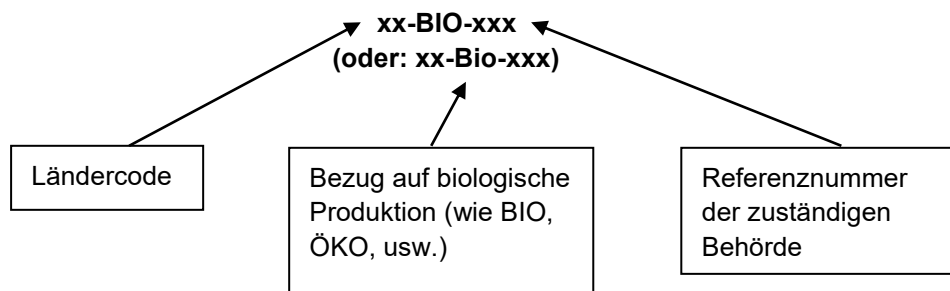 xx-BIO-xxx
(oder: xx-Bio-xxx)
Ländercode
Bezug auf biologische
Produktion (wie BIO,
ÖKO, usw.)
Referenznummer
der zuständigen
Behörde